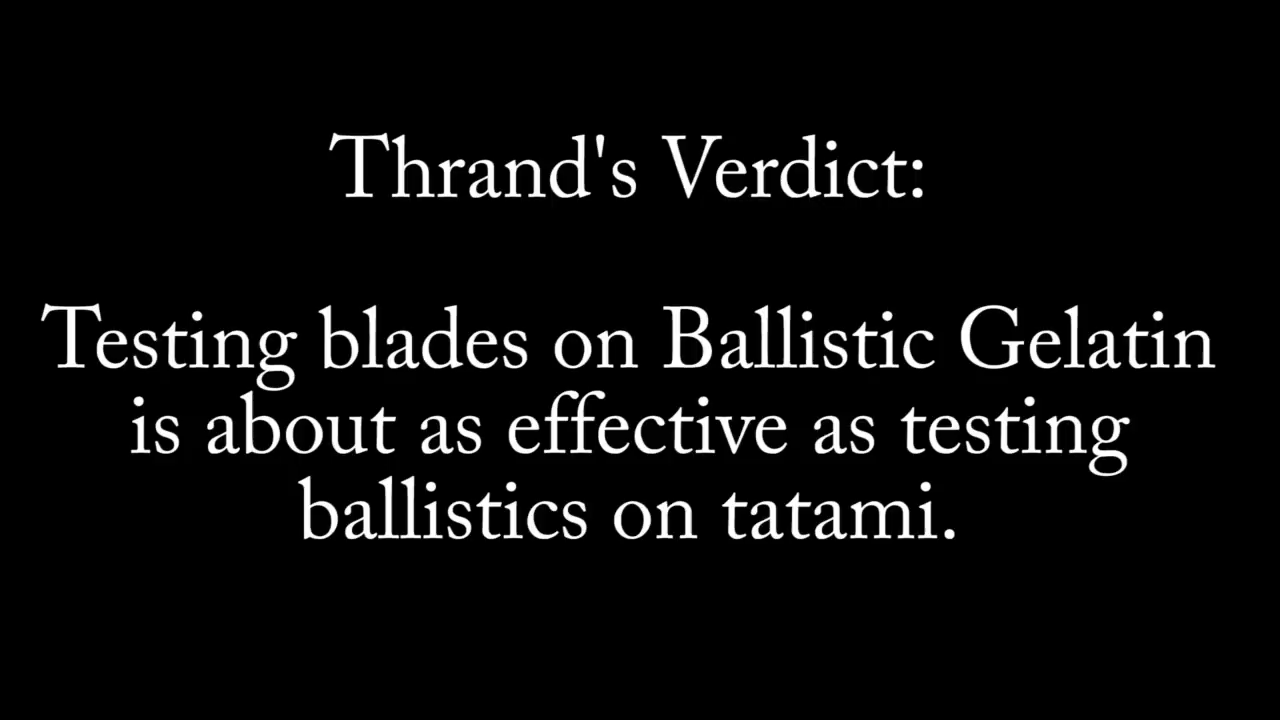 Thrand's Verdict:
Testing blades on Ballistic Gelatin
is about as effective as testing
ballistics on tatami.